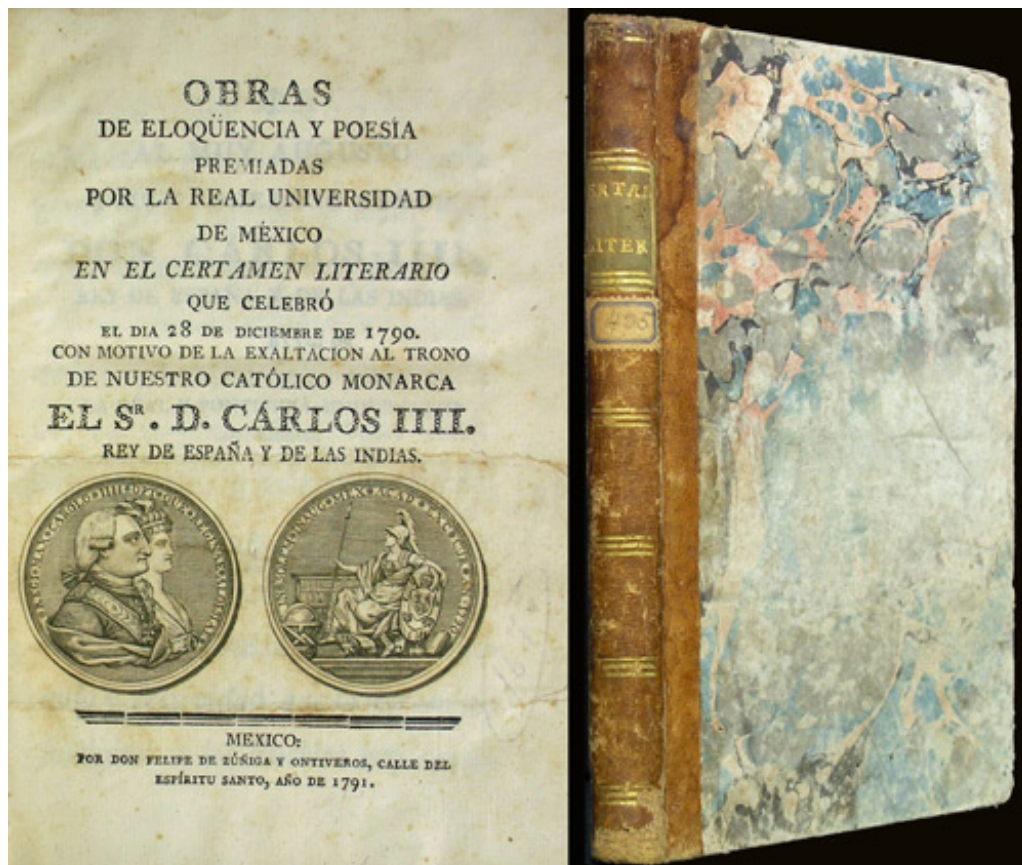 OBRAS
DE ELOQÜENCIA Y POESÍA
PREMIADAS
POR LA REAL UNIVERSIDAD
DE MÉXICO
EN EL CERTAMEN LITERARIO
QUE CELEBRÓ
EL DIA 28 DE DICIEMBRE DE 1790.
CON MOTIVO DE LA EXALTACION AL TRONO
DE NUESTRO CATÓLICO MONARCA
EL Sʀ. D. CÁRLOS IIII.
REY DE ESPAÑA Y DE LAS INDIAS.
MEXICO:
POR DON FELIPE DE ZÚÑIGA Y ONTIVEROS, CALLE DEL
ESPÍRITU SANTO, AÑO DE 1791.
ERTAM
LITER